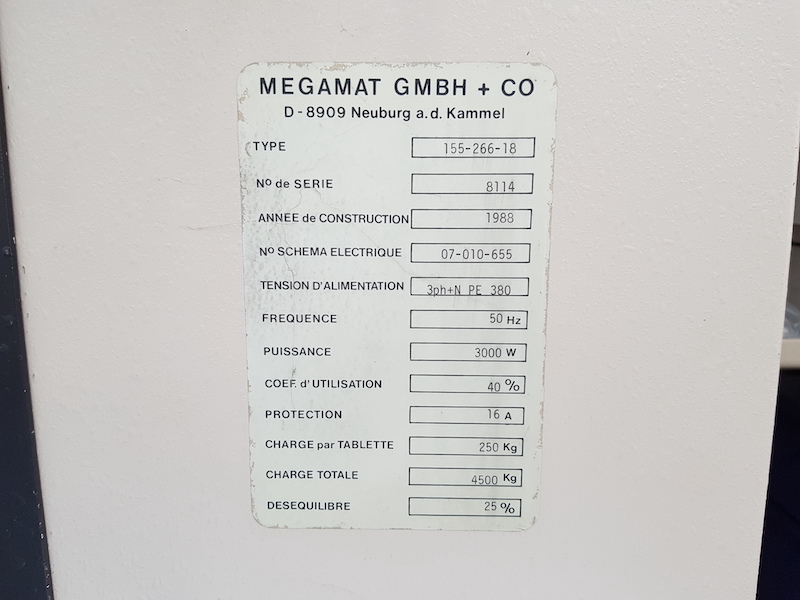 MEGAMAT GMBH + CO
D-8909 Neuburg a.d. Kammel
TYPE 155-266-18
Nº de SERIE 8114
ANNEE de CONSTRUCTION 1988
Nº SCHEMA ELECTRIQUE 07-010-655
TENSION D'ALIMENTATION 3ph+N PE 380
FREQUENCE 50 Hz
PUISSANCE 3000 W
COEF. d'UTILISATION 40 %
PROTECTION 16 A
CHARGE par TABLETTE 250 Kg
CHARGE TOTALE 4500 Kg
DESEQUILIBRE 25 %